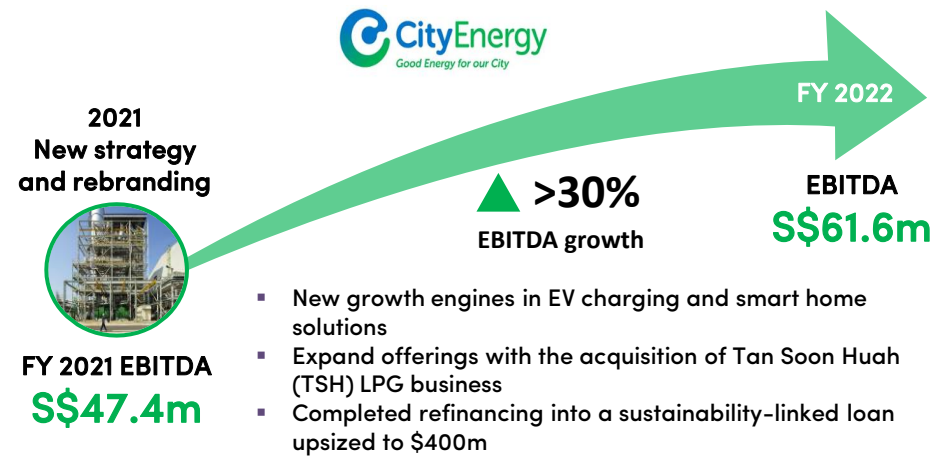 CityEnergy
Good Energy for our City
FY 2022
2021
New strategy
and rebranding
>30%
EBITDA growth
EBITDA
S$61.6m
FY 2021 EBITDA
S$47.4m
▪ New growth engines in EV charging and smart home
solutions
▪ Expand offerings with the acquisition of Tan Soon Huah
(TSH) LPG business
▪ Completed refinancing into a sustainability-linked loan
upsized to $400m